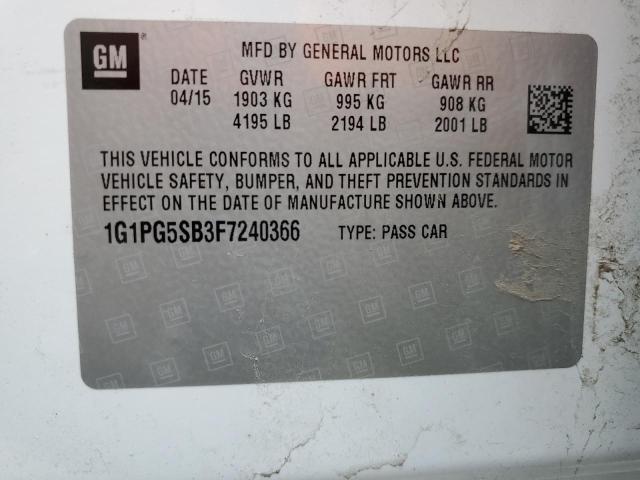 GM
MFD BY GENERAL MOTORS LLC
DATE GVWR GAWR FRT GAWR RR
04/15 1903 KG 995 KG 908 KG
4195 LB 2194 LB 2001 LB
THIS VEHICLE CONFORMS TO ALL APPLICABLE U.S. FEDERAL MOTOR
VEHICLE SAFETY, BUMPER, AND THEFT PREVENTION STANDARDS IN
EFFECT ON THE DATE OF MANUFACTURE SHOWN ABOVE.
1G1PG5SB3F7240366 TYPE: PASS CAR